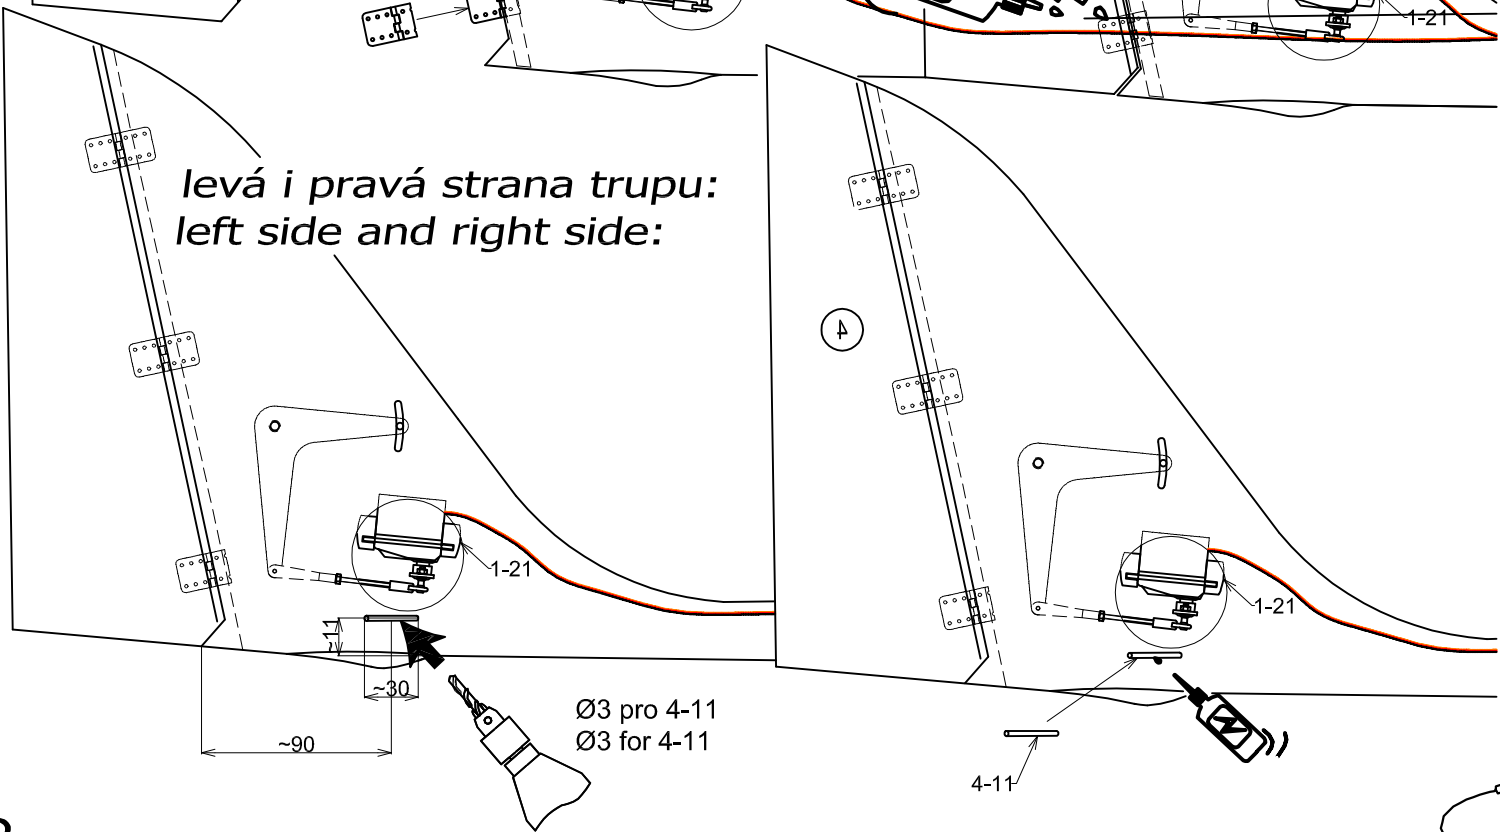 1-21
levá i pravá strana trupu:
left side and right side:
4
1-21
1-21
~11
~30
~90
Ø3 pro 4-11
Ø3 for 4-11
4-11